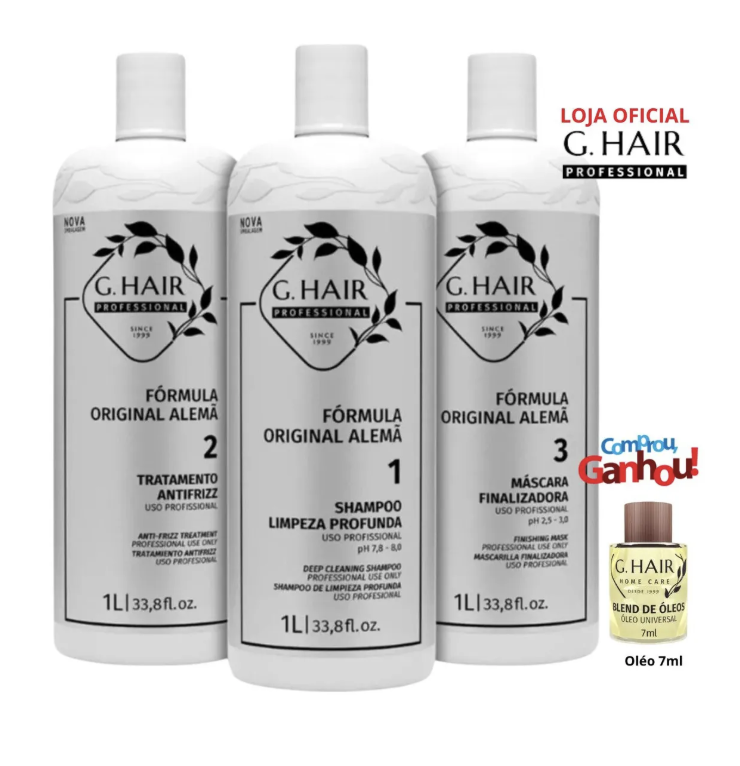 LOJA OFICIAL
G. HAIR
PROFESSIONAL
NOVA
EMBALAGEM
G. HAIR
PROFESSIONAL
SINCE
1999
FÓRMULA
ORIGINAL ALEMÃ
2
TRATAMENTO
ANTIFRIZZ
USO PROFISSIONAL
ANTI-FRIZZ TREATMENT
PROFESSIONAL USE ONLY
TRATAMIENTO ANTIFRIZZ
USO PROFESIONAL
1L | 33,8fl.oz.
NOVA
EMBALAGEM
G. HAIR
PROFESSIONAL
SINCE
1999
FÓRMULA
ORIGINAL ALEMÃ
1
SHAMPOO
LIMPEZA PROFUNDA
USO PROFISSIONAL
pH 7,8 - 8,0
DEEP CLEANING SHAMPOO
PROFESSIONAL USE ONLY
SHAMPOO DE LIMPIEZA PROFUNDA
USO PROFESIONAL
1L | 33,8fl.oz.
G. HAIR
PROFESSIONAL
SINCE
1999
FÓRMULA
ORIGINAL ALEMÃ
3
MÁSCARA
FINALIZADORA
USO PROFISSIONAL
pH 2,5 - 3,0
FINISHING MASK
PROFESSIONAL USE ONLY
MASCARILLA FINALIZADORA
USO PROFESIONAL
1L | 33,8fl.oz.
Comprou,
Ganhou!
G. HAIR
HOME CARE
DESDE 1999
BLEND DE ÓLEOS
ÓLEO UNIVERSAL
7ml
Oléo 7ml